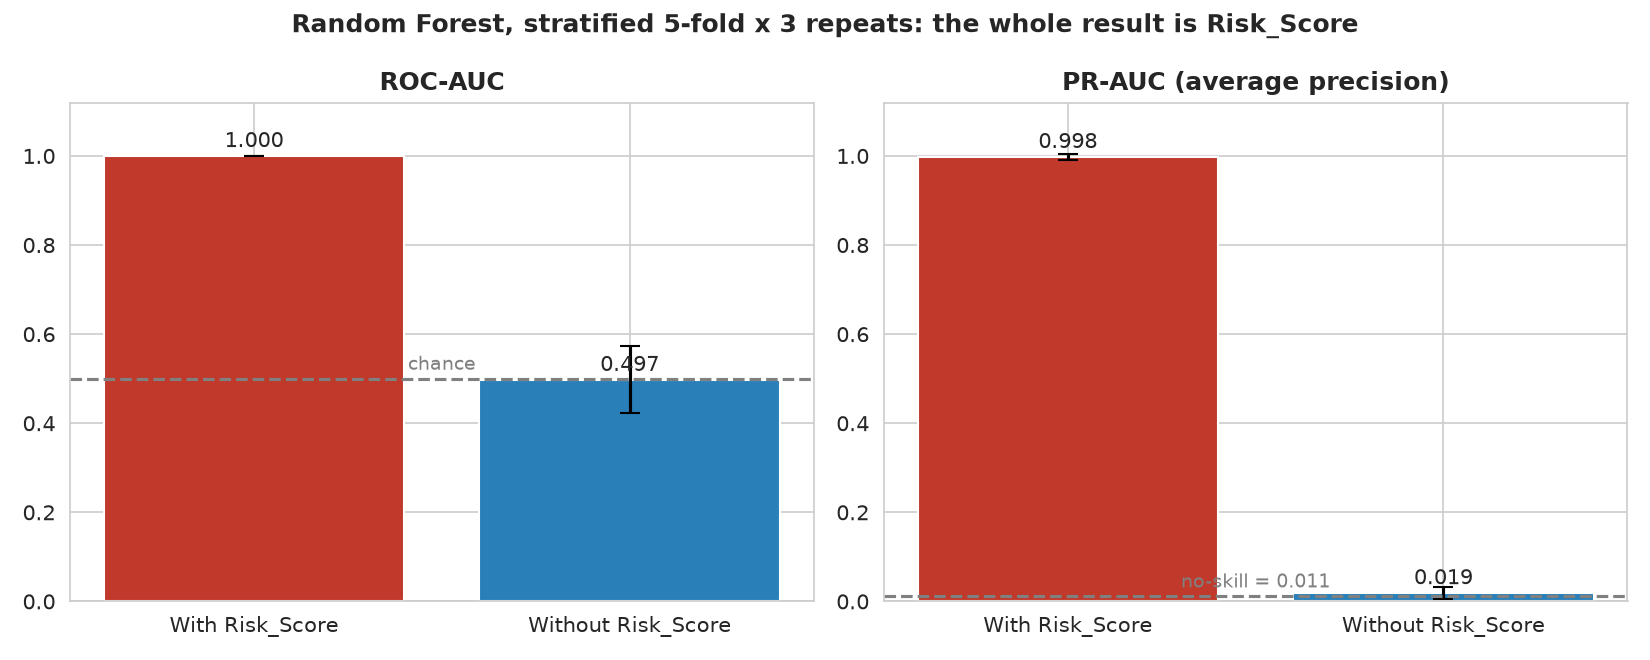 Random Forest, stratified 5-fold x 3 repeats: the whole result is Risk_Score
ROC-AUC
1.000
1.0
0.8
0.6
chance
0.497
0.4
0.2
0.0
With Risk_Score
Without Risk_Score
PR-AUC (average precision)
0.998
1.0
0.8
0.6
0.4
0.2
no-skill = 0.011
0.019
0.0
With Risk_Score
Without Risk_Score